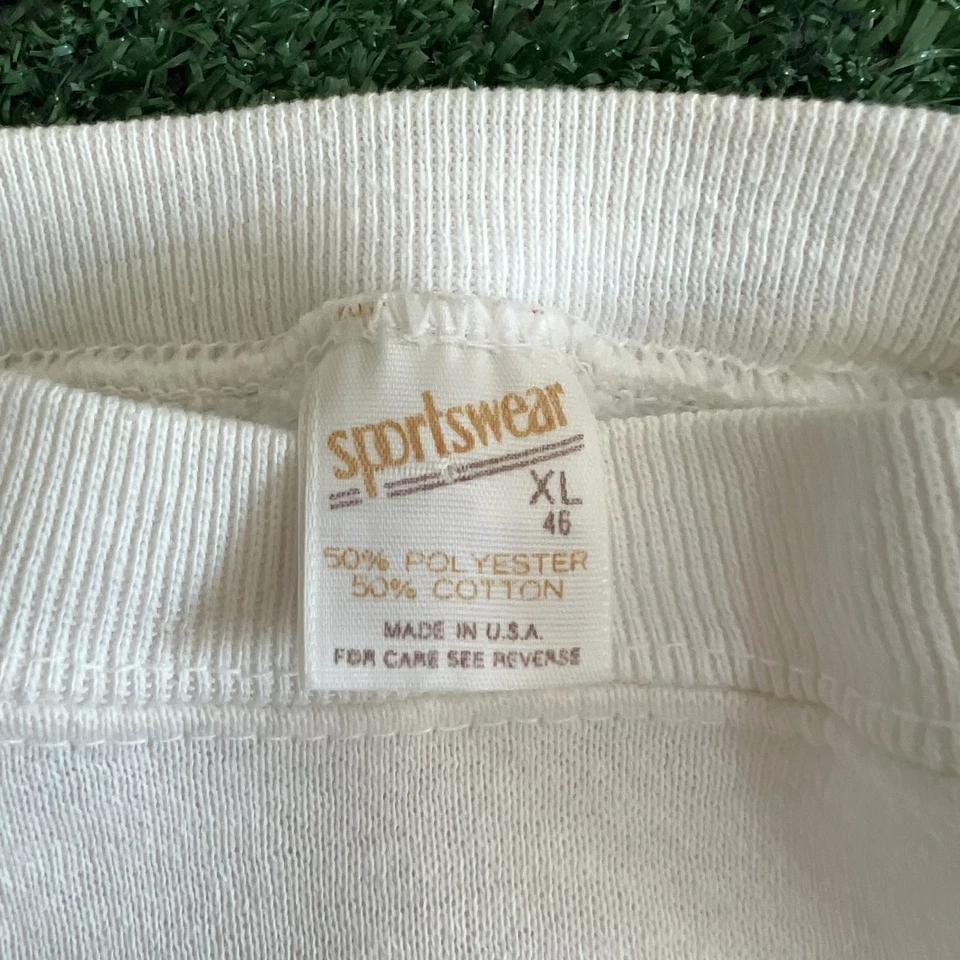 sportswear
XL
46
50% POLYESTER
50% COTTON
MADE IN U.S.A.
FOR CARE SEE REVERSE